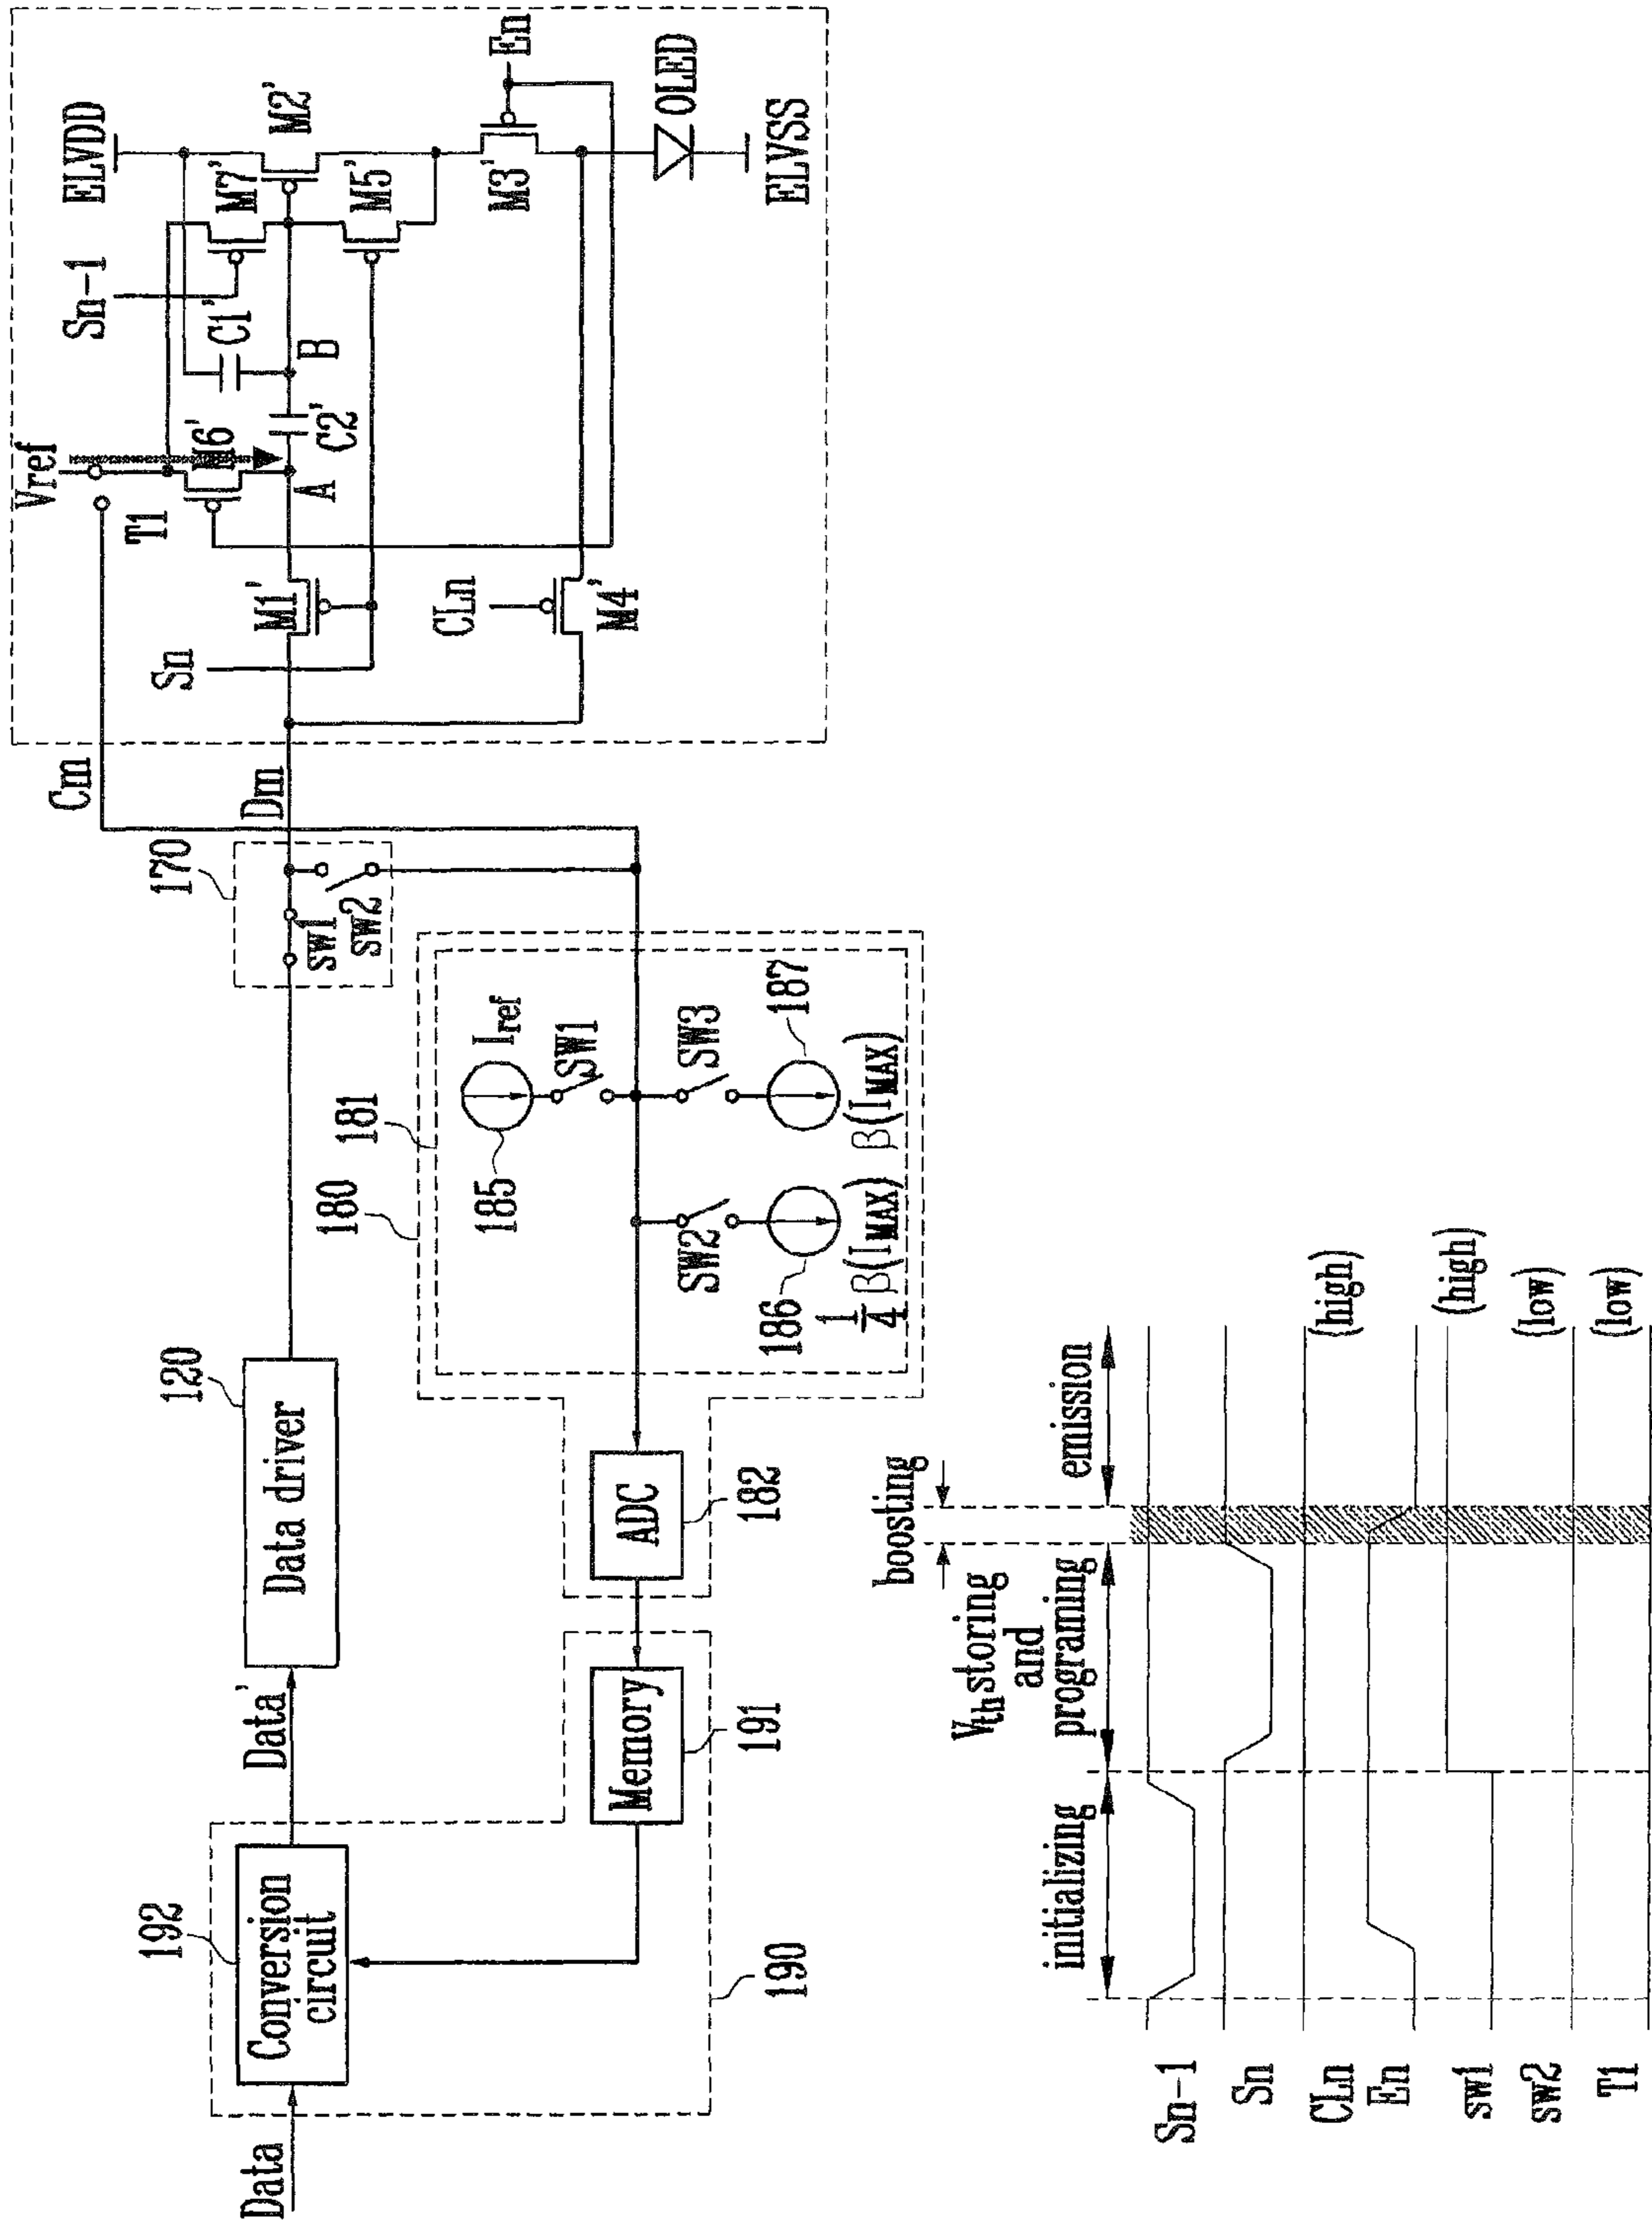 Data
192
Conversion
circuit
Data'
120
Data driver
190
Memory
191
ADC
182
180
181
185
Iref
SW1
SW2
SW3
186
187
1/4 β(IMAX)
β(IMAX)
170
sw1
sw2
Cm
Dm
Vref
T1
M6'
A
C2'
B
C1'
Sn-1
M7'
ELVDD
M2'
M5'
M1'
Sn
CLn
M4'
M3'
En
OLED
ELVSS
initializing
Vth storing
and
programing
boosting
emission
Sn-1
Sn
CLn
(high)
En
sw1
(high)
sw2
(low)
T1
(low)